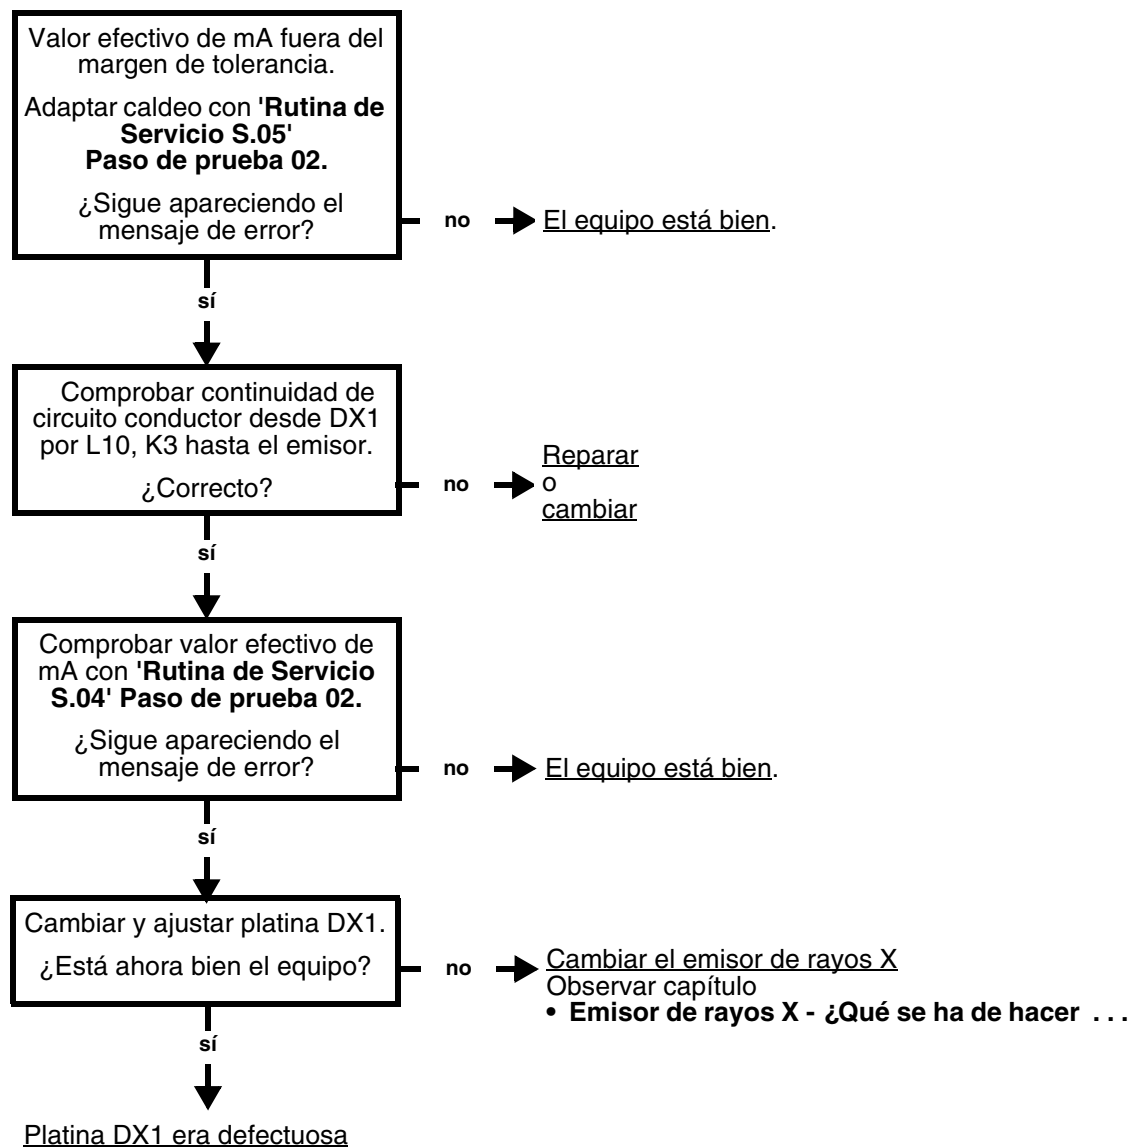 Valor efectivo de mA fuera del
margen de tolerancia.
Adaptar caldeo con 'Rutina de
Servicio S.05'
Paso de prueba 02.
¿Sigue apareciendo el
mensaje de error?
no
El equipo está bien.
sí
Comprobar continuidad de
circuito conductor desde DX1
por L10, K3 hasta el emisor.
¿Correcto?
no
Reparar
o
cambiar
sí
Comprobar valor efectivo de
mA con 'Rutina de Servicio
S.04' Paso de prueba 02.
¿Sigue apareciendo el
mensaje de error?
no
El equipo está bien.
sí
Cambiar y ajustar platina DX1.
¿Está ahora bien el equipo?
no
Cambiar el emisor de rayos X
Observar capítulo
• Emisor de rayos X - ¿Qué se ha de hacer . . .
sí
Platina DX1 era defectuosa